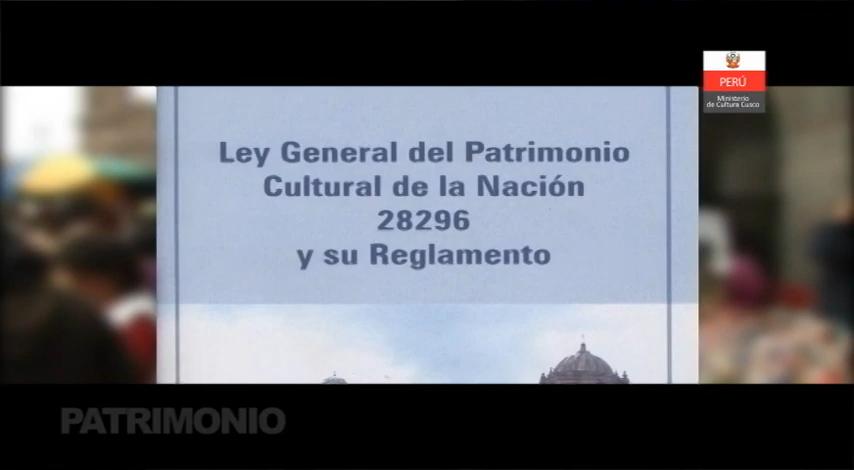 PERÚ
Ministerio
de Cultura Cusco
Ley General del Patrimonio
Cultural de la Nación
28296
y su Reglamento
PATRIMONIO